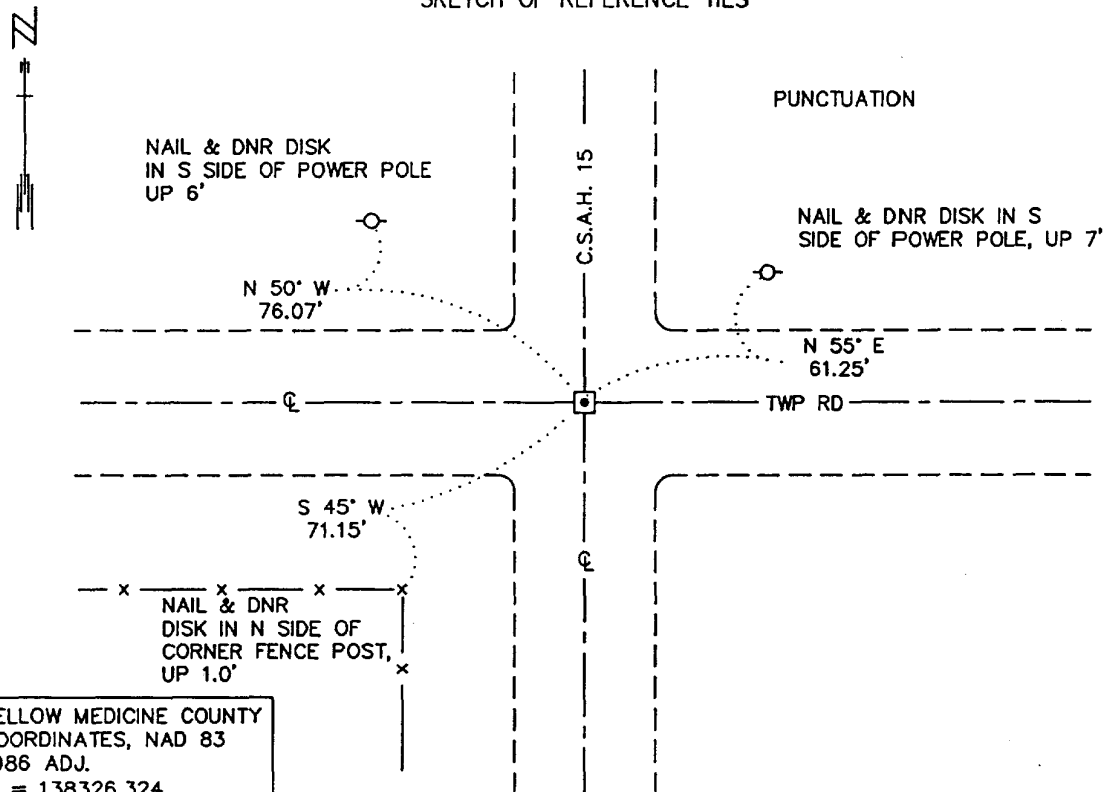 SKETCH OF REFERENCE TIES
N
PUNCTUATION
NAIL & DNR DISK
IN S SIDE OF POWER POLE
UP 6'
C.S.A.H. 15
NAIL & DNR DISK IN S
SIDE OF POWER POLE, UP 7'
N 50° W
76.07'
N 55° E
61.25'
℄
TWP RD
S 45° W
71.15'
℄
NAIL & DNR
DISK IN N SIDE OF
CORNER FENCE POST,
UP 1.0'
ELLOW MEDICINE COUNTY
OORDINATES, NAD 83
986 ADJ.
= 138326.324